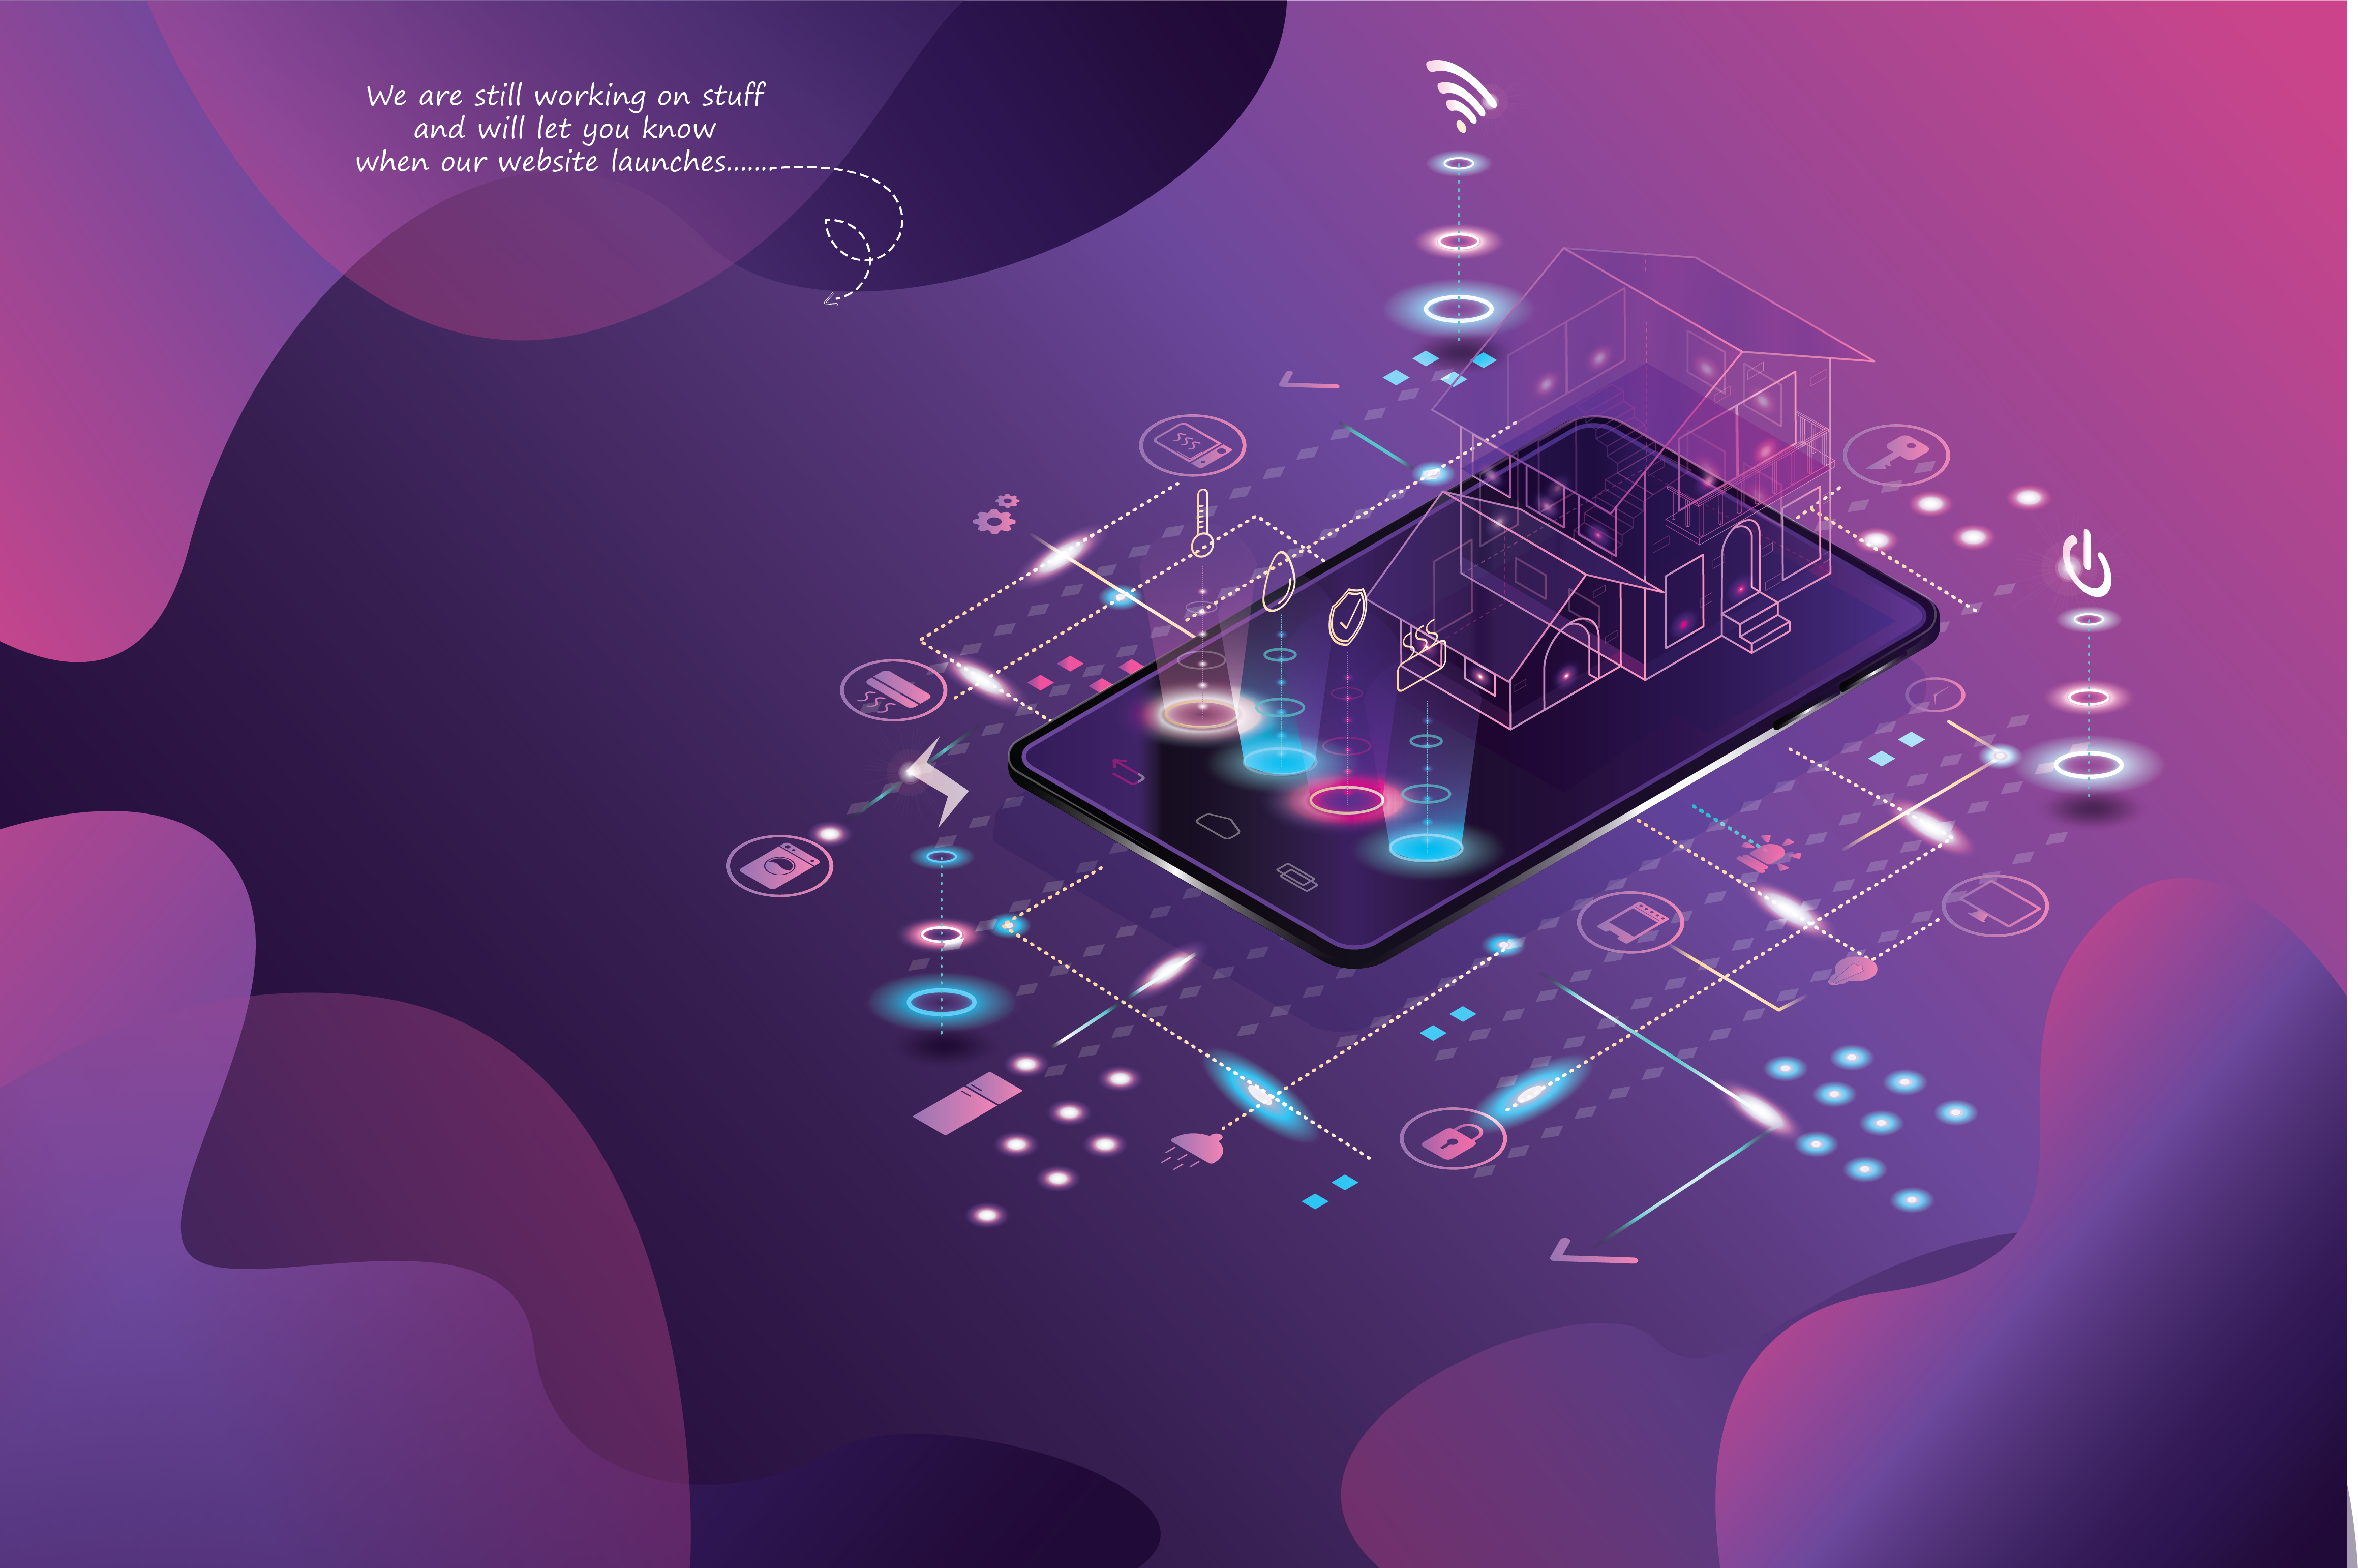 We are still working on stuff
and will let you know
when our website launches.......